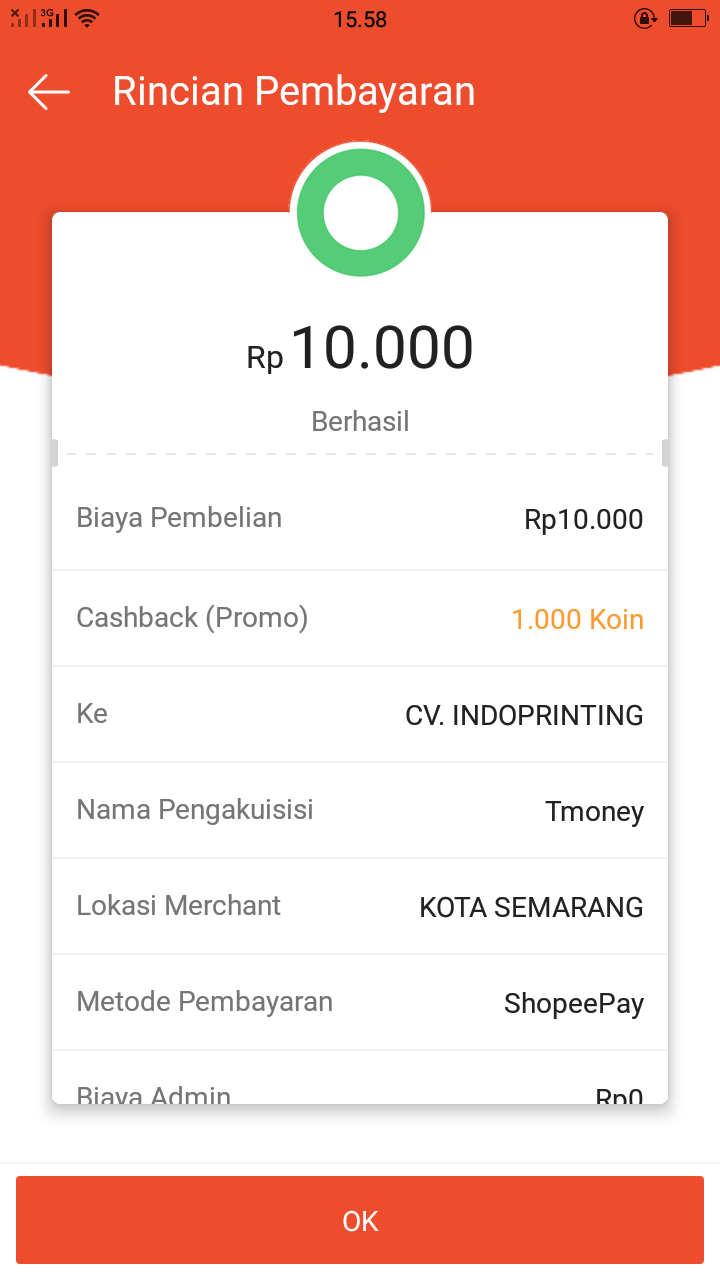 3G
15.58
Rincian Pembayaran
Rp 10.000
Berhasil
Biaya Pembelian Rp10.000
Cashback (Promo) 1.000 Koin
Ke CV. INDOPRINTING
Nama Pengakuisisi Tmoney
Lokasi Merchant KOTA SEMARANG
Metode Pembayaran ShopeePay
Biaya Admin Rp0
OK